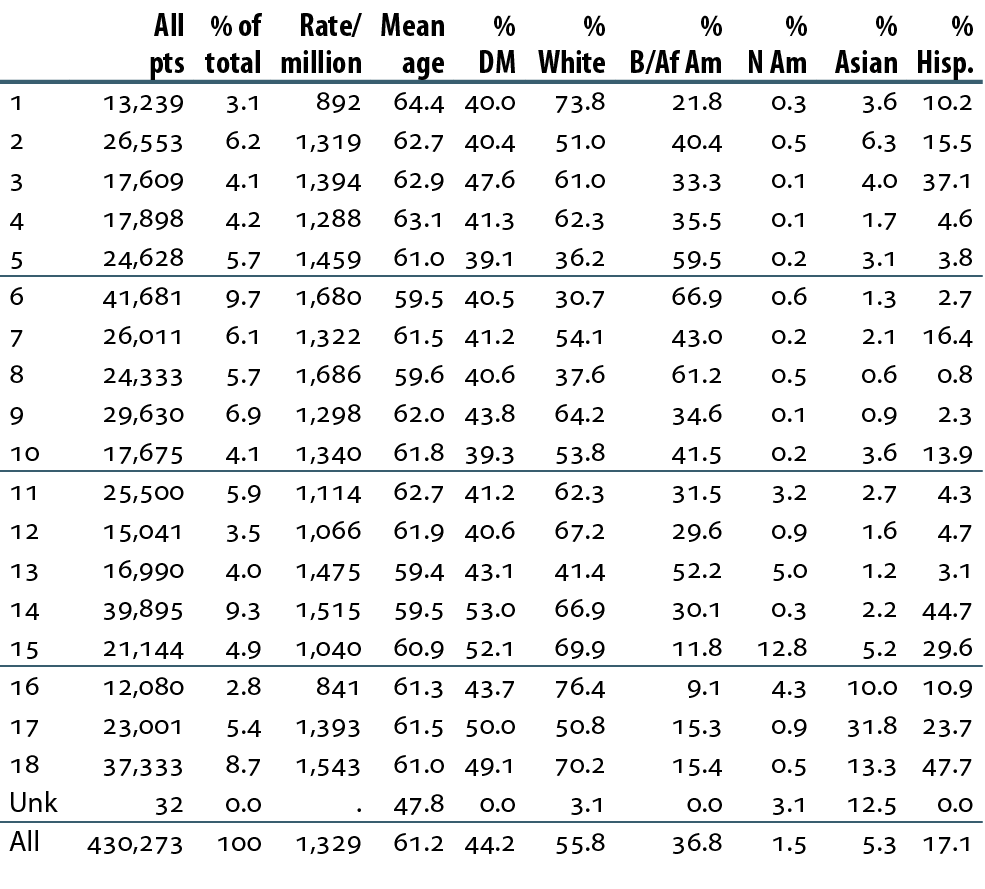 All % of Rate/ Mean % % % % % %
pts total million age DM White B/Af Am N Am Asian Hisp.
1 13,239 3.1 892 64.4 40.0 73.8 21.8 0.3 3.6 10.2
2 26,553 6.2 1,319 62.7 40.4 51.0 40.4 0.5 6.3 15.5
3 17,609 4.1 1,394 62.9 47.6 61.0 33.3 0.1 4.0 37.1
4 17,898 4.2 1,288 63.1 41.3 62.3 35.5 0.1 1.7 4.6
5 24,628 5.7 1,459 61.0 39.1 36.2 59.5 0.2 3.1 3.8
6 41,681 9.7 1,680 59.5 40.5 30.7 66.9 0.6 1.3 2.7
7 26,011 6.1 1,322 61.5 41.2 54.1 43.0 0.2 2.1 16.4
8 24,333 5.7 1,686 59.6 40.6 37.6 61.2 0.5 0.6 0.8
9 29,630 6.9 1,298 62.0 43.8 64.2 34.6 0.1 0.9 2.3
10 17,675 4.1 1,340 61.8 39.3 53.8 41.5 0.2 3.6 13.9
11 25,500 5.9 1,114 62.7 41.2 62.3 31.5 3.2 2.7 4.3
12 15,041 3.5 1,066 61.9 40.6 67.2 29.6 0.9 1.6 4.7
13 16,990 4.0 1,475 59.4 43.1 41.4 52.2 5.0 1.2 3.1
14 39,895 9.3 1,515 59.5 53.0 66.9 30.1 0.3 2.2 44.7
15 21,144 4.9 1,040 60.9 52.1 69.9 11.8 12.8 5.2 29.6
16 12,080 2.8 841 61.3 43.7 76.4 9.1 4.3 10.0 10.9
17 23,001 5.4 1,393 61.5 50.0 50.8 15.3 0.9 31.8 23.7
18 37,333 8.7 1,543 61.0 49.1 70.2 15.4 0.5 13.3 47.7
Unk 32 0.0 . 47.8 0.0 3.1 0.0 3.1 12.5 0.0
All 430,273 100 1,329 61.2 44.2 55.8 36.8 1.5 5.3 17.1